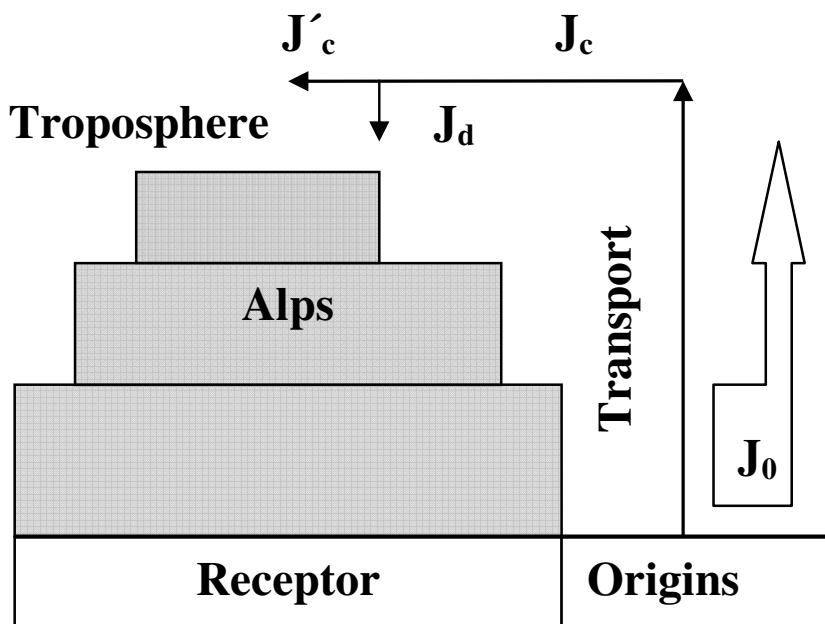 J´c Jc
Troposphere Jd
Alps
Transport
J0
Receptor Origins